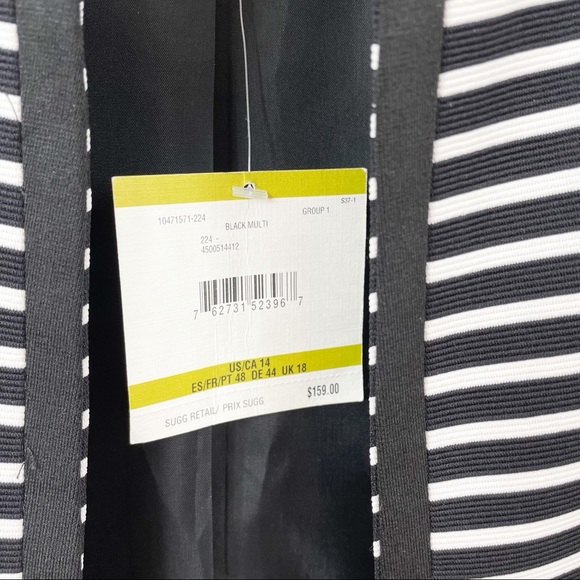 S37-1
10471571-224 BLACK MULTI GROUP 1
224 -
4500514412
7 62731 52396 7
US/CA 14
ES/FR/PT 48 DE 44 UK 18
SUGG RETAIL/ PRIX SUGG $159.00